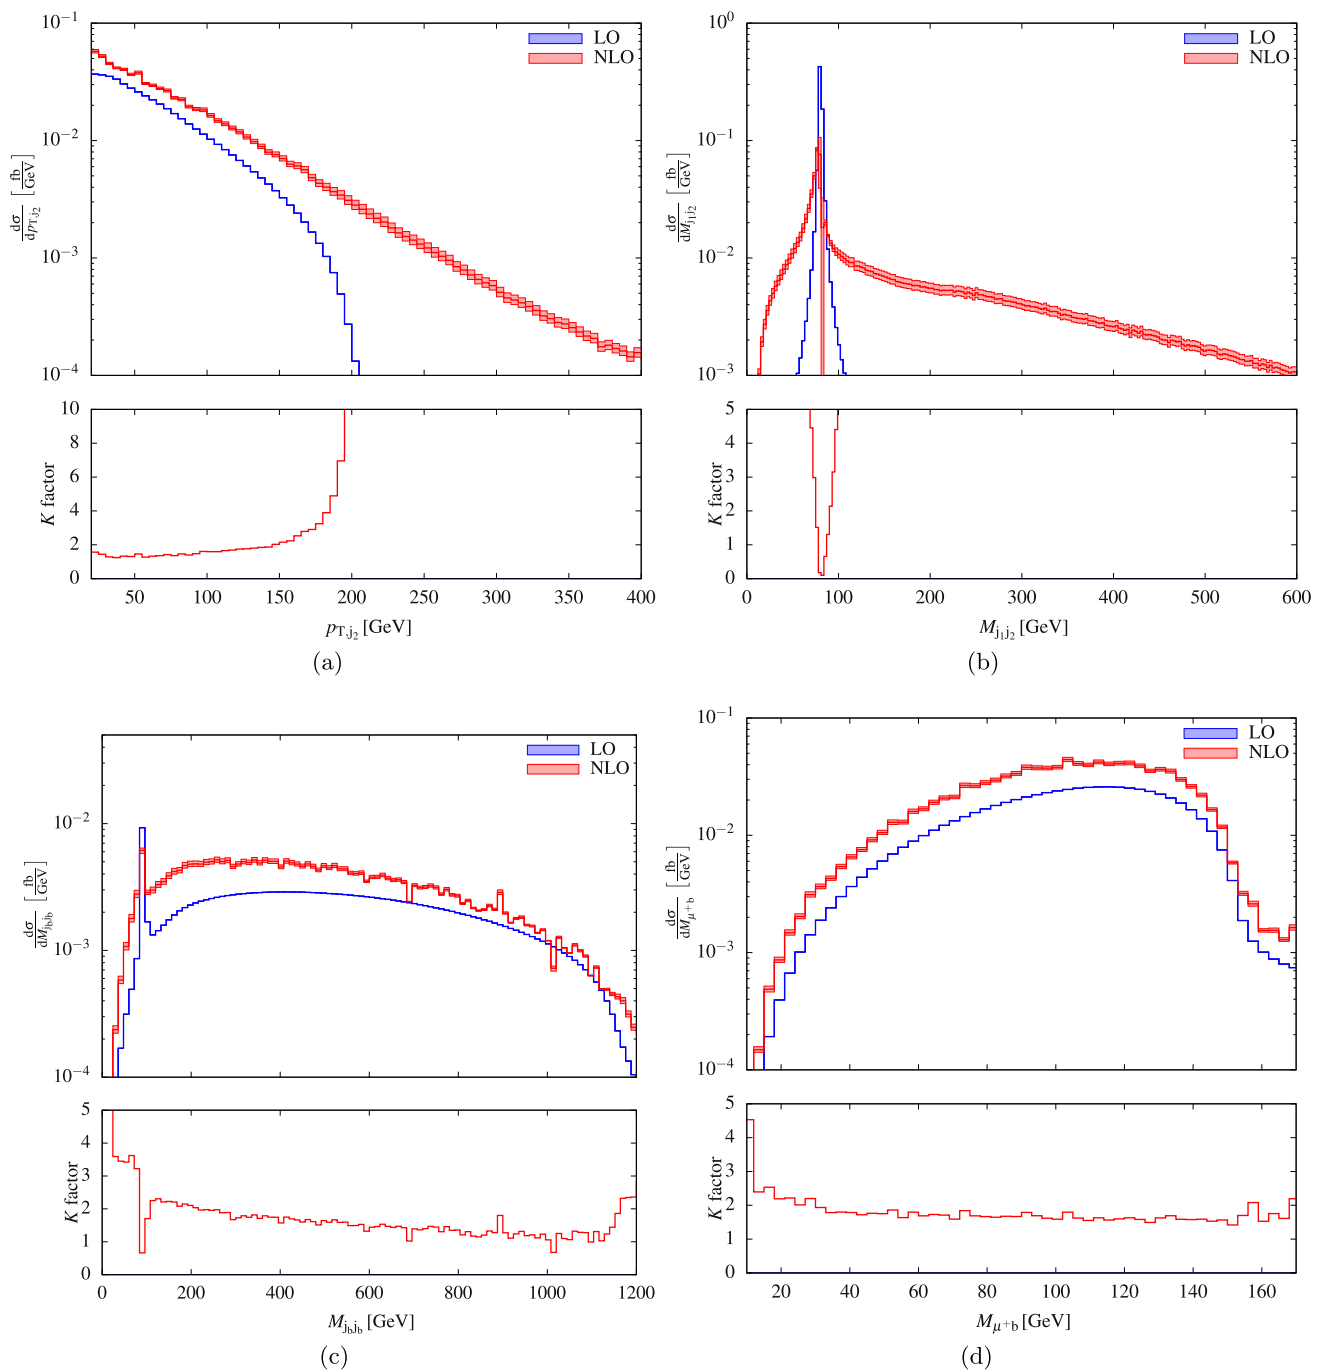 10⁻¹
10⁻²
10⁻³
10⁻⁴
dσ/dp_T,j₂ [fb/GeV]
LO
NLO
10
8
6
4
2
0
K factor
50 100 150 200 250 300 350 400
p_T,j₂ [GeV]
(a)
10⁰
10⁻¹
10⁻²
10⁻³
dσ/dM_j₁j₂ [fb/GeV]
LO
NLO
5
4
3
2
1
0
K factor
0 100 200 300 400 500 600
M_j₁j₂ [GeV]
(b)
10⁻²
10⁻³
10⁻⁴
dσ/dM_j_bj_b [fb/GeV]
LO
NLO
5
4
3
2
1
0
K factor
0 200 400 600 800 1000 1200
M_j_bj_b [GeV]
(c)
10⁻¹
10⁻²
10⁻³
10⁻⁴
dσ/dM_μ⁺b [fb/GeV]
LO
NLO
5
4
3
2
1
0
K factor
20 40 60 80 100 120 140 160
M_μ⁺b [GeV]
(d)